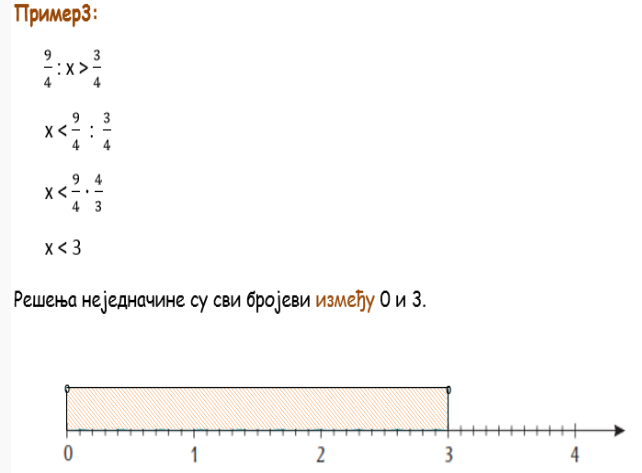 Пример3:
9/4 : x > 3/4
x < 9/4 : 3/4
x < 9/4 · 4/3
x < 3
Решења неједначине су сви бројеви између 0 и 3.
0 1 2 3 4